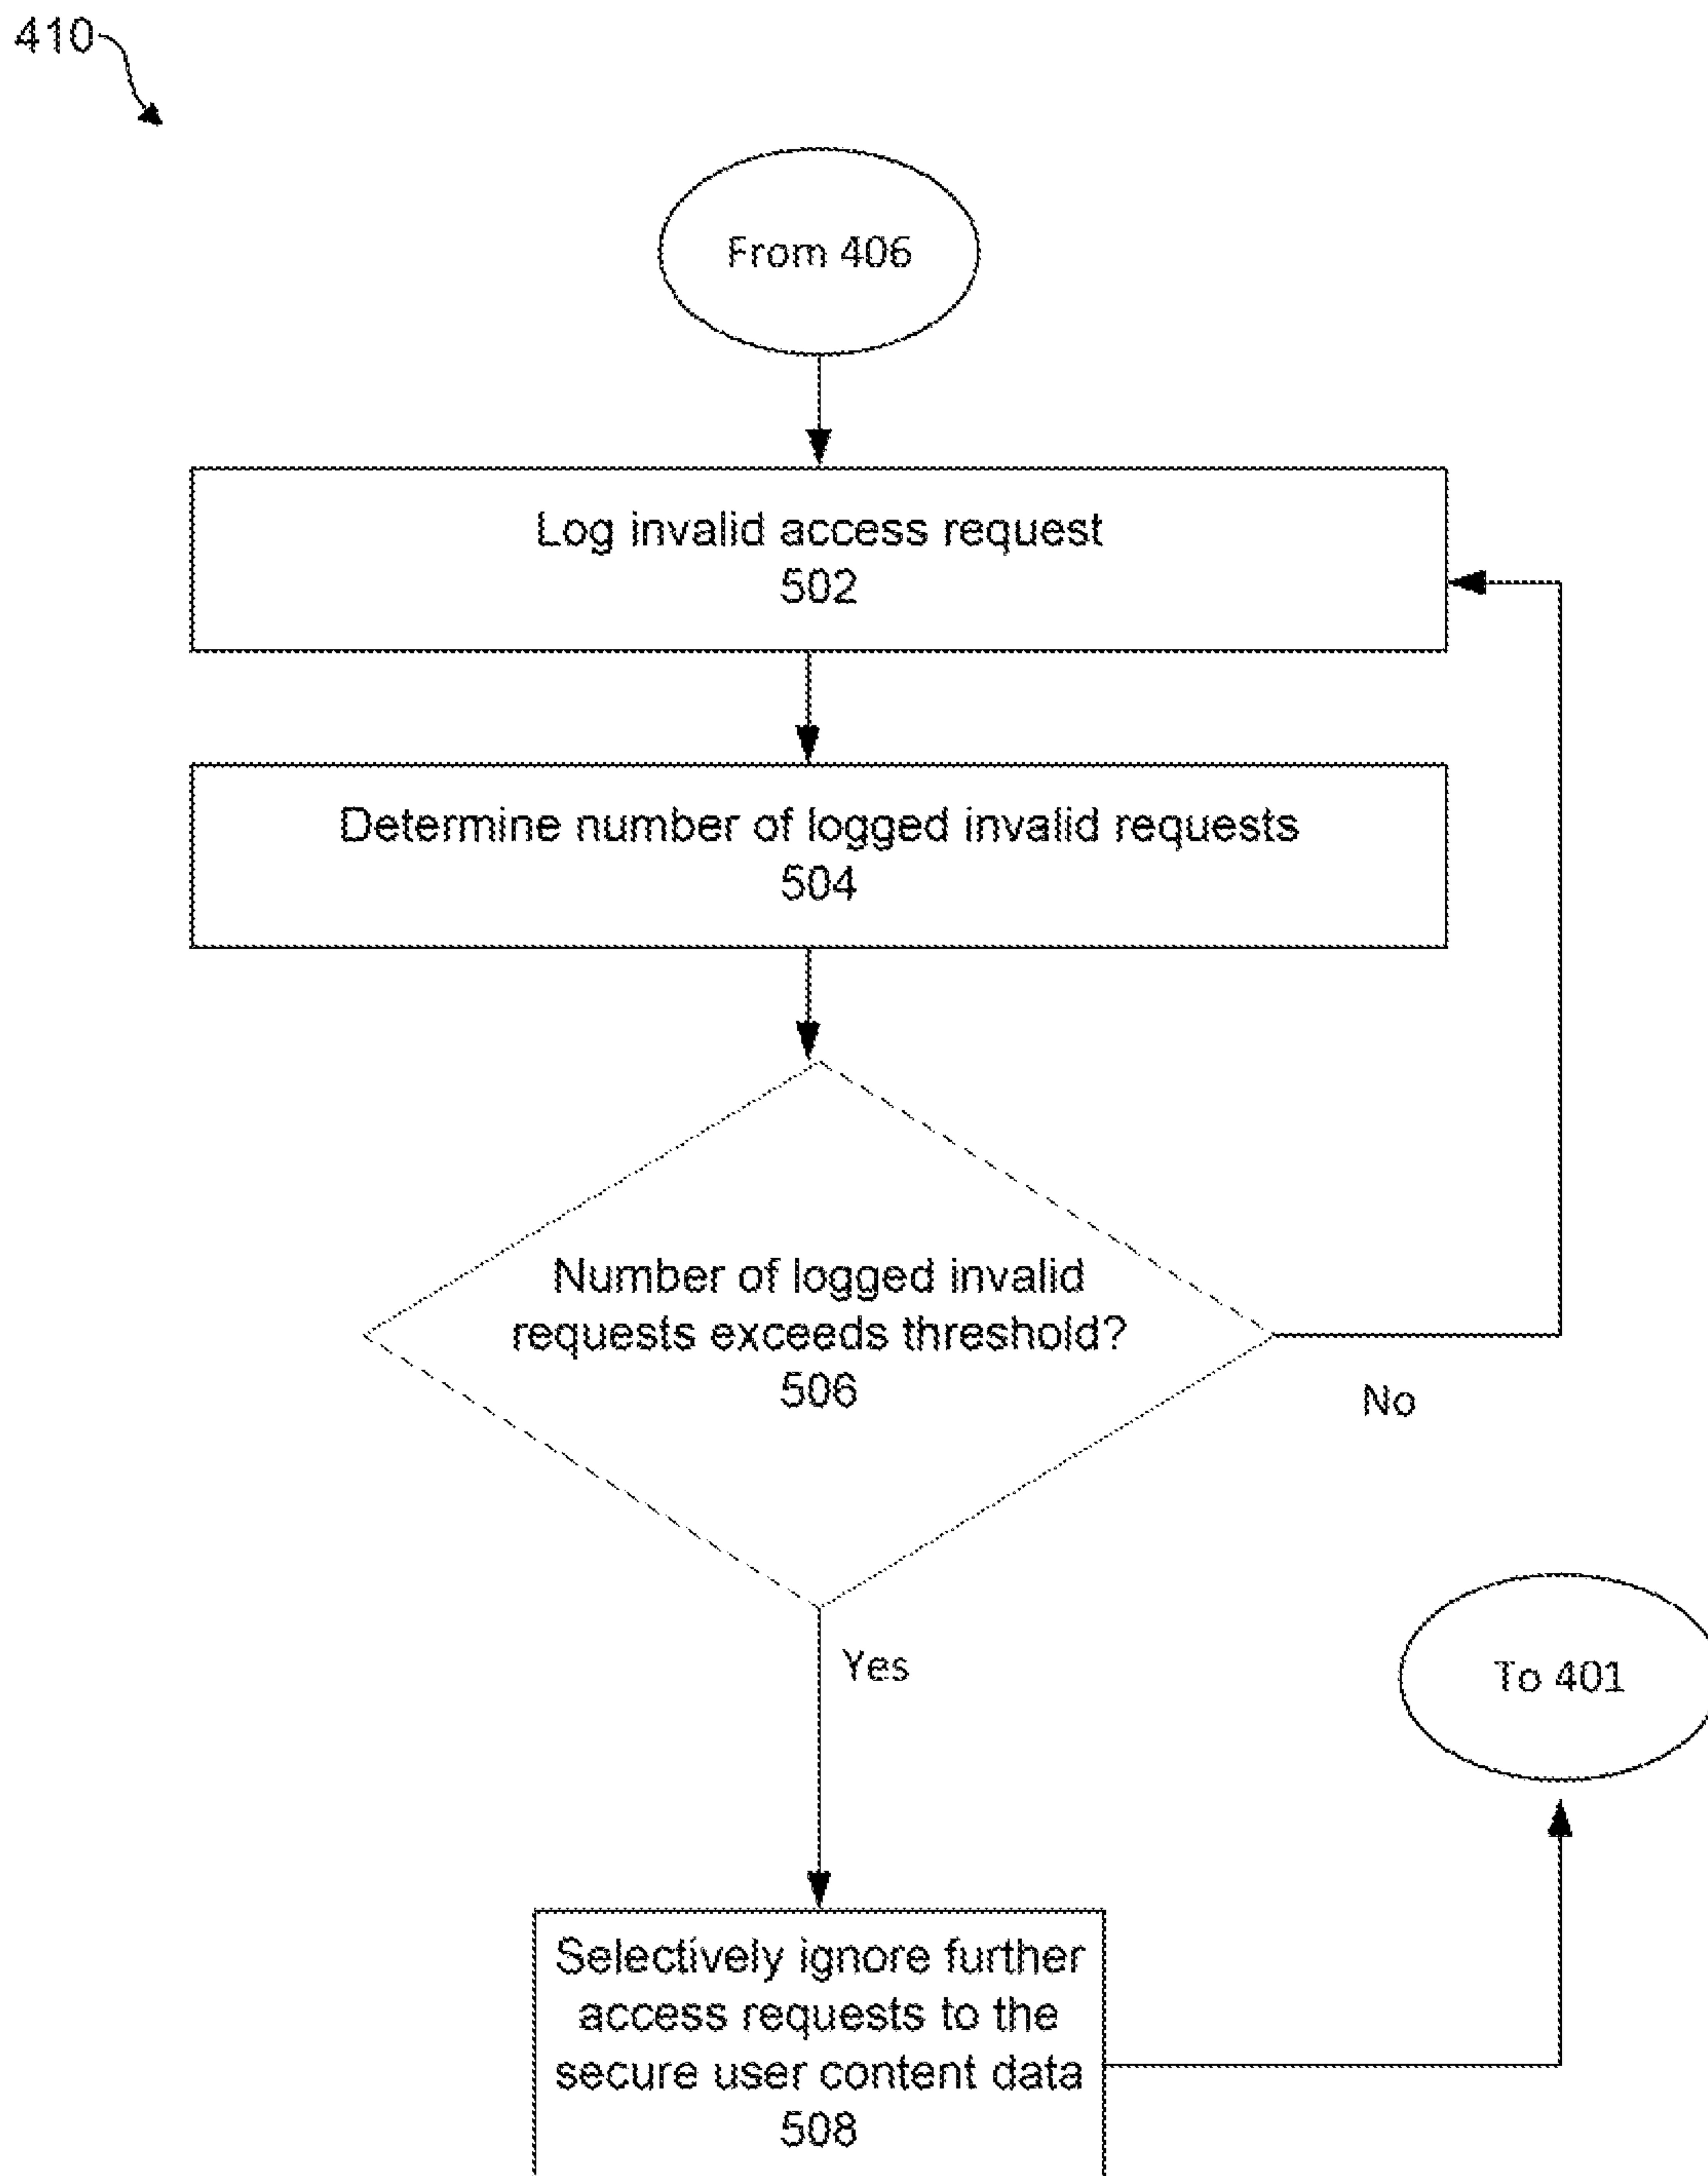 410
From 406
Log invalid access request
502
Determine number of logged invalid requests
504
Number of logged invalid
requests exceeds threshold?
506
No
Yes
To 401
Selectively ignore further
access requests to the
secure user content data
508